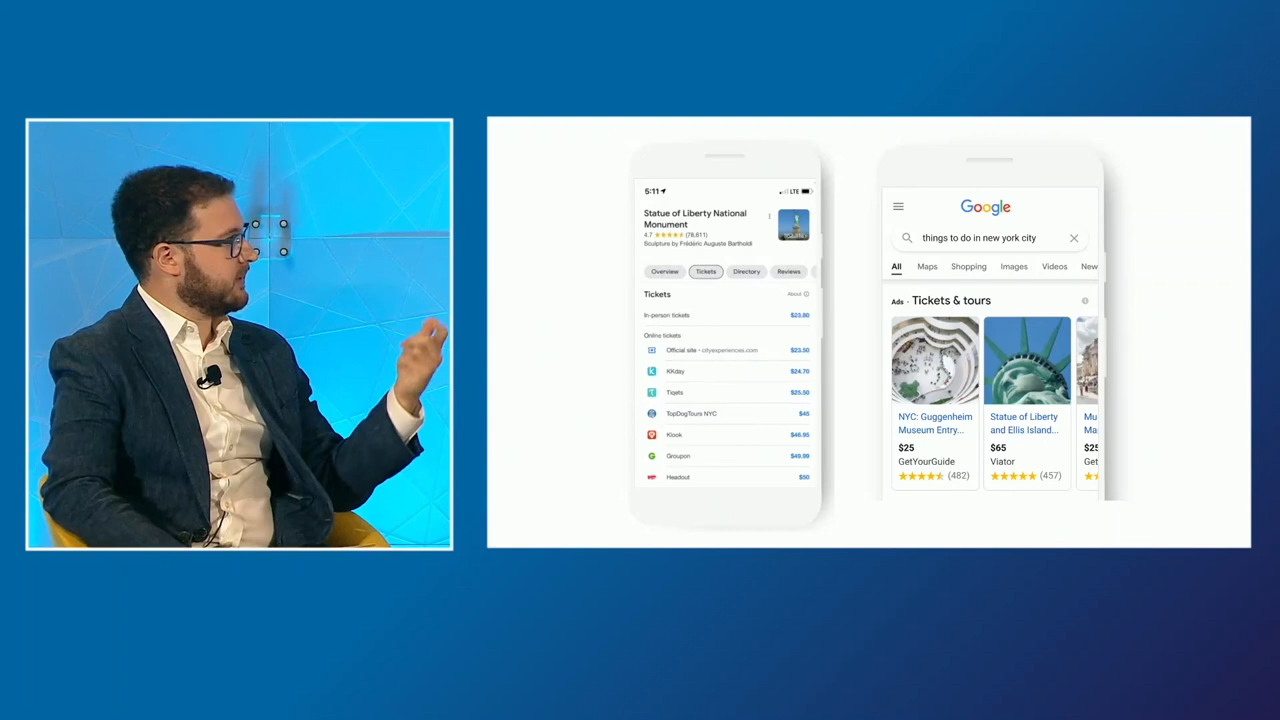 5:11
LTE
Statue of Liberty National
Monument
4.7 (76,611)
Sculpture by Frédéric Auguste Bartholdi
Overview
Tickets
Directory
Reviews
Tickets
About
In-person tickets
$23.80
Online tickets
Official site • cityexperiences.com
$23.50
KKday
$24.70
Tiqets
$25.50
TopDogTours NYC
$45
Klook
$46.95
Groupon
$49.99
Headout
$50
Google
things to do in new york city
All
Maps
Shopping
Images
Videos
New
Ads · Tickets & tours
NYC: Guggenheim
Museum Entry...
$25
GetYourGuide
(482)
Statue of Liberty
and Ellis Island...
$65
Viator
(457)
Mu
Ma
$25
Get